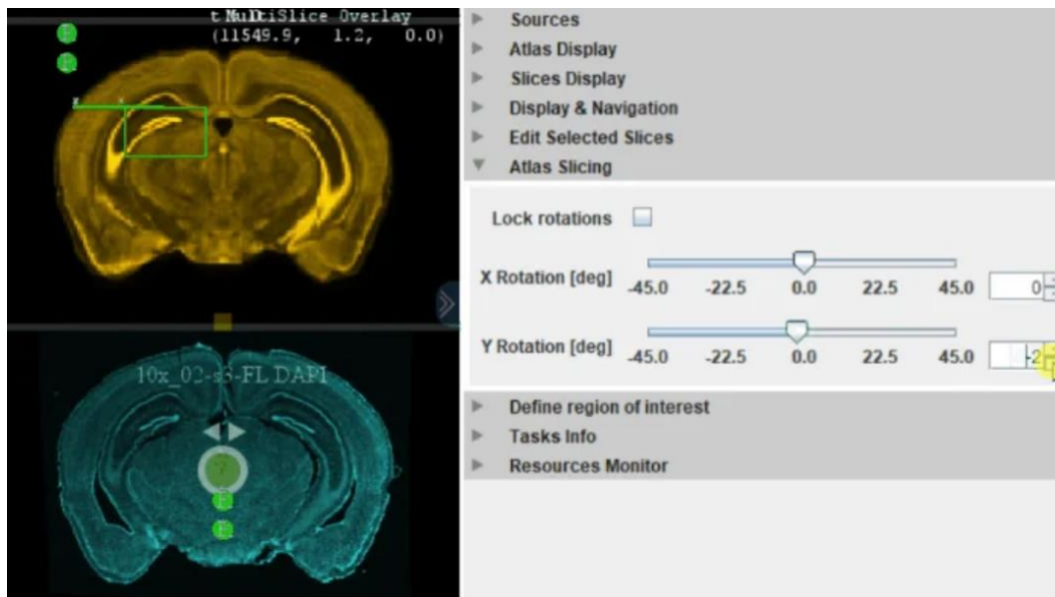 t MultiSlice Overlay
(11549.9, 1.2, 0.0)
10x_02-s3-FL DAPI
7
Sources
Atlas Display
Slices Display
Display & Navigation
Edit Selected Slices
Atlas Slicing
Lock rotations
X Rotation [deg]
-45.0 -22.5 0.0 22.5 45.0
0
Y Rotation [deg]
-45.0 -22.5 0.0 22.5 45.0
-2
Define region of interest
Tasks Info
Resources Monitor